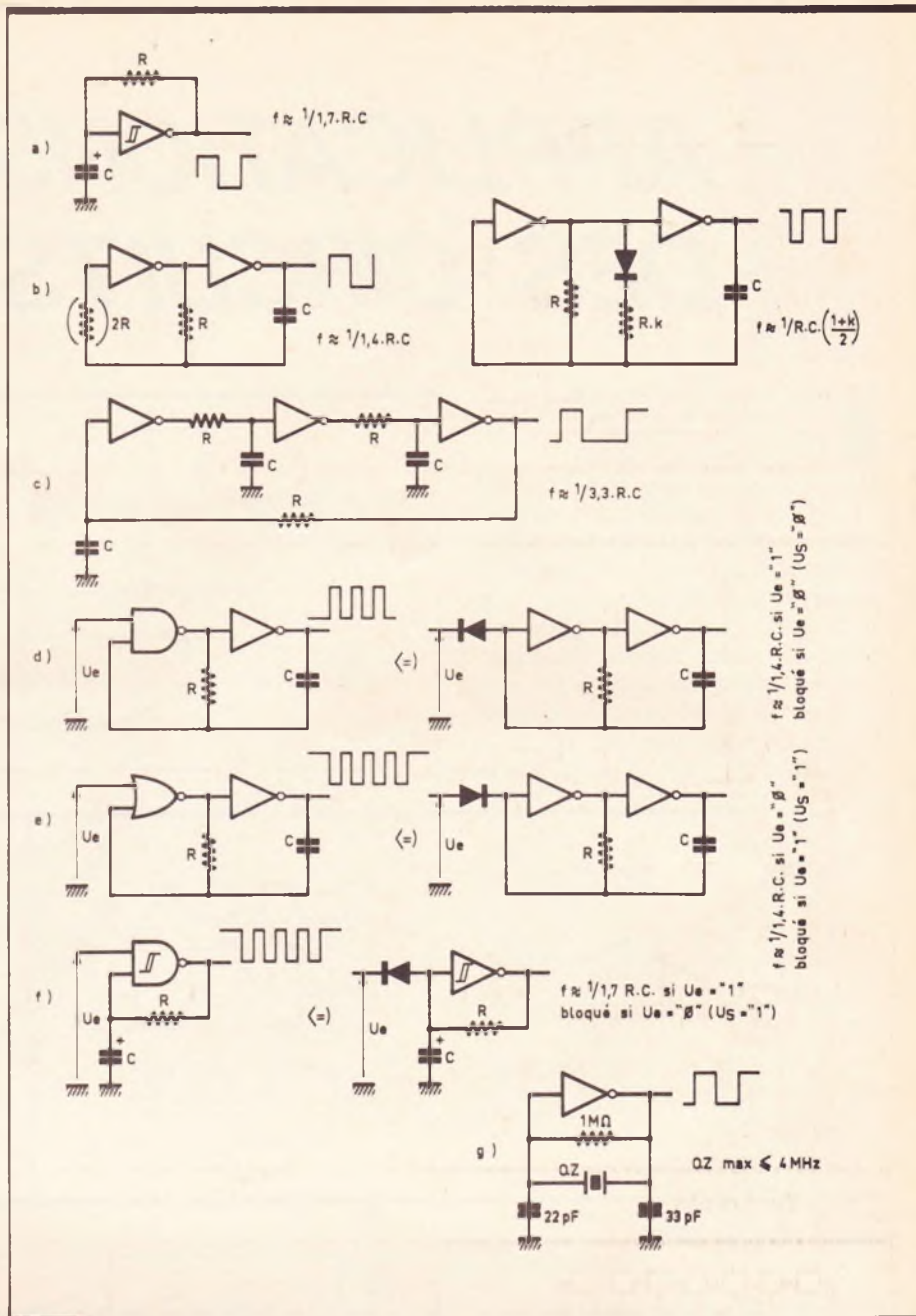 R
f ≈ 1/1,7.R.C
a)
+
C
b)
(2R)
R
C
f ≈ 1/1,4.R.C
R
R.k
C
f ≈ 1/R.C.(1+k/2)
R
R
C
C
c)
R
f ≈ 1/3,3.R.C
C
d)
Ue
R
C
<=>
Ue
R
C
f ≈ 1/1,4.R.C. si Ue = "1"
bloqué si Ue = "Ø" (US = "Ø")
e)
Ue
R
C
<=>
Ue
R
C
f ≈ 1/1,4.R.C. si Ue = "Ø"
bloqué si Ue = "1" (US = "1")
f)
Ue
R
+
C
<=>
Ue
R
+
C
f ≈ 1/1,7 R.C. si Ue = "1"
bloqué si Ue = "Ø" (US = "1")
g)
1MΩ
QZ
QZ max ⩽ 4 MHz
22 pF
33 pF